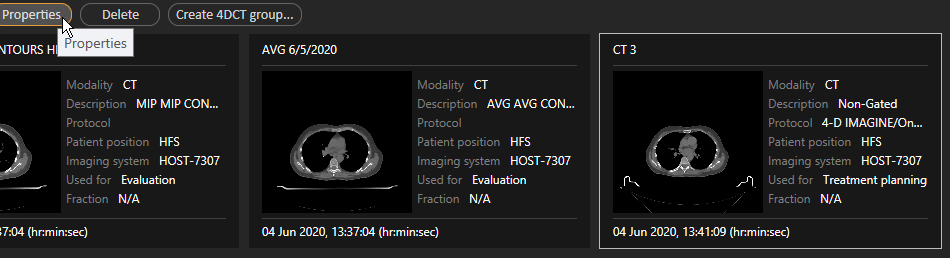 Properties Delete Create 4DCT group...
Properties
NTOURS H AVG 6/5/2020 CT 3
Modality CT Modality CT Modality CT
Description MIP MIP CON... Description AVG AVG CON... Description Non-Gated
Protocol Protocol Protocol 4-D IMAGINE/On...
Patient position HFS Patient position HFS Patient position HFS
Imaging system HOST-7307 Imaging system HOST-7307 Imaging system HOST-7307
Used for Evaluation Used for Evaluation Used for Treatment planning
Fraction N/A Fraction N/A Fraction N/A
37:04 (hr:min:sec) 04 Jun 2020, 13:37:04 (hr:min:sec) 04 Jun 2020, 13:41:09 (hr:min:sec)